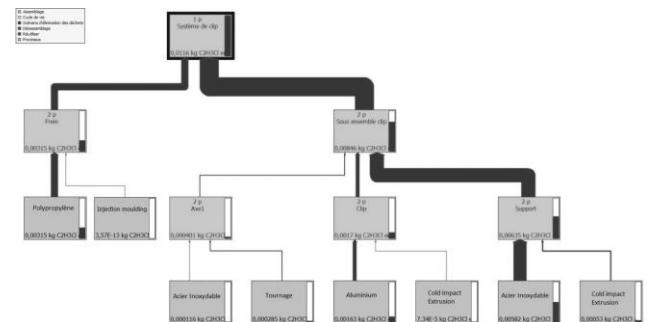 Assemblage
Cycle de vie
Scénario d'élimination des déchets
Désassemblage
Réutiliser
Processus
1 p
Système de clip
0,0116 kg C2H3Cl e
2 p
0,00315 kg C2H3Cl
2 p
Sous ensemble clip
0,00846 kg C2H3Cl
Polypropylène
0,00315 kg C2H3Cl
Injection moulding
3,57E-13 kg C2H3Cl
2 p
Axe1
0,000401 kg C2H3Cl
2 p
Clip
0,0017 kg C2H3Cl e
2 p
Support
0,00635 kg C2H3Cl
Acier Inoxydable
0,000116 kg C2H3Cl
Tournage
0,000285 kg C2H3Cl
Aluminium
0,00163 kg C2H3Cl
Cold impact
Extrusion
7,34E-5 kg C2H3Cl
Acier Inoxydable
0,00582 kg C2H3Cl
Cold impact
Extrusion
0,00053 kg C2H3Cl